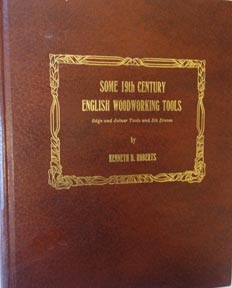 SOME 19th CENTURY
ENGLISH WOODWORKING TOOLS
Edge and Joiner Tools and Bit Braces
by
KENNETH D. ROBERTS